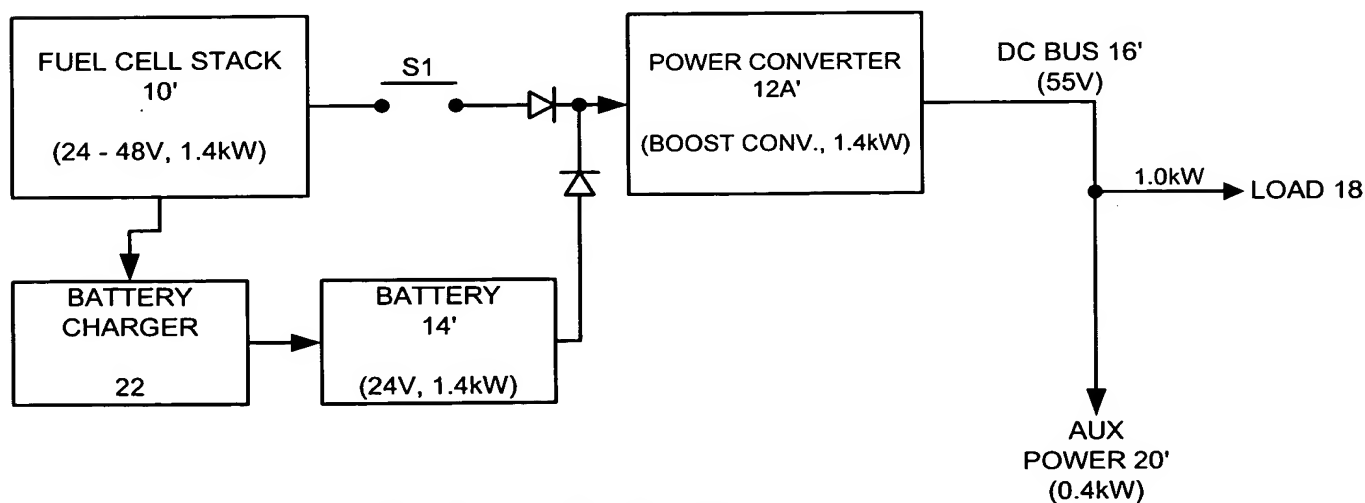 FUEL CELL STACK
10'
(24 - 48V, 1.4kW)
S1
POWER CONVERTER
12A'
(BOOST CONV., 1.4kW)
DC BUS 16'
(55V)
1.0kW
LOAD 18
BATTERY
CHARGER
22
BATTERY
14'
(24V, 1.4kW)
AUX
POWER 20'
(0.4kW)